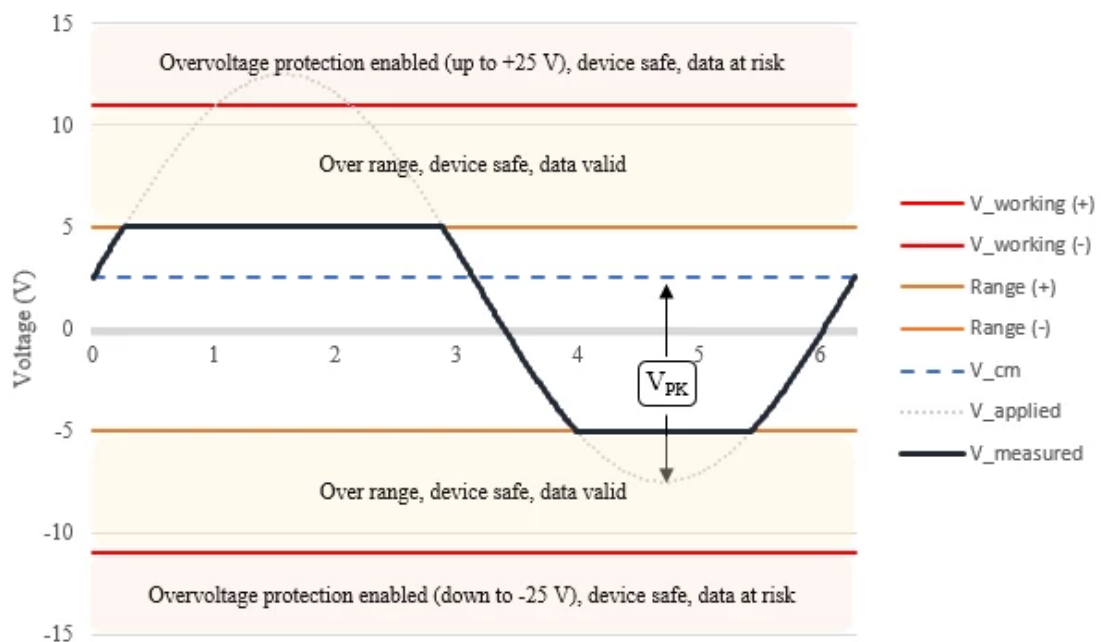 15
Overvoltage protection enabled (up to +25 V), device safe, data at risk
10
Over range, device safe, data valid
5
0
0 1 2 3 4 5 6
Voltage (V)
V_PK
-5
Over range, device safe, data valid
-10
Overvoltage protection enabled (down to -25 V), device safe, data at risk
-15
V_working (+)
V_working (-)
Range (+)
Range (-)
V_cm
V_applied
V_measured